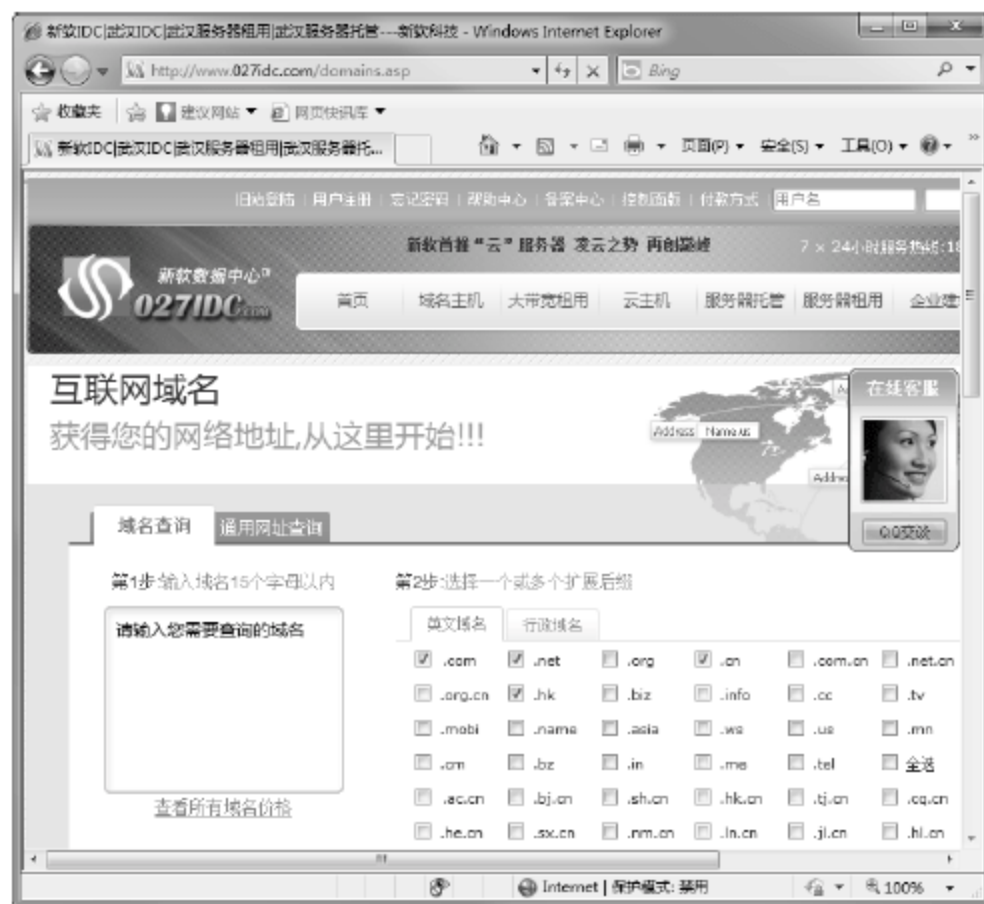 新软IDC|武汉IDC|武汉服务器租用|武汉服务器托管---新软科技 - Windows Internet Explorer
http://www.027idc.com/domains.asp
Bing
收藏夹 建议网站 网页快讯库
新软IDC|武汉IDC|武汉服务器租用|武汉服务器托...
页面(P) 安全(S) 工具(O)
旧站登陆 | 用户注册 | 忘记密码 | 帮助中心 | 备案中心 | 控制面板 | 付款方式 用户名
新软首推“云”服务器 凌云之势 再创巅峰 7 × 24小时服务热线:18
新软数据中心
027IDC.com
首页 域名主机 大带宽租用 云主机 服务器托管 服务器租用 企业建
互联网域名
获得您的网络地址,从这里开始!!!
在线客服
Address Name.us
Addres
QQ交谈
域名查询 通用网址查询
第1步:输入域名15个字母以内 第2步:选择一个或多个扩展后缀
请输入您需要查询的域名
英文域名 行政域名
.com .net .org .cn .com.cn .net.cn
.org.cn .hk .biz .info .cc .tv
.mobi .name .asia .ws .us .mn
.cm .bz .in .me .tel 全选
.ac.cn .bj.cn .sh.cn .hk.cn .tj.cn .cq.cn
查看所有域名价格
.he.cn .sx.cn .nm.cn .ln.cn .jl.cn .hl.cn
Internet | 保护模式: 禁用 100%